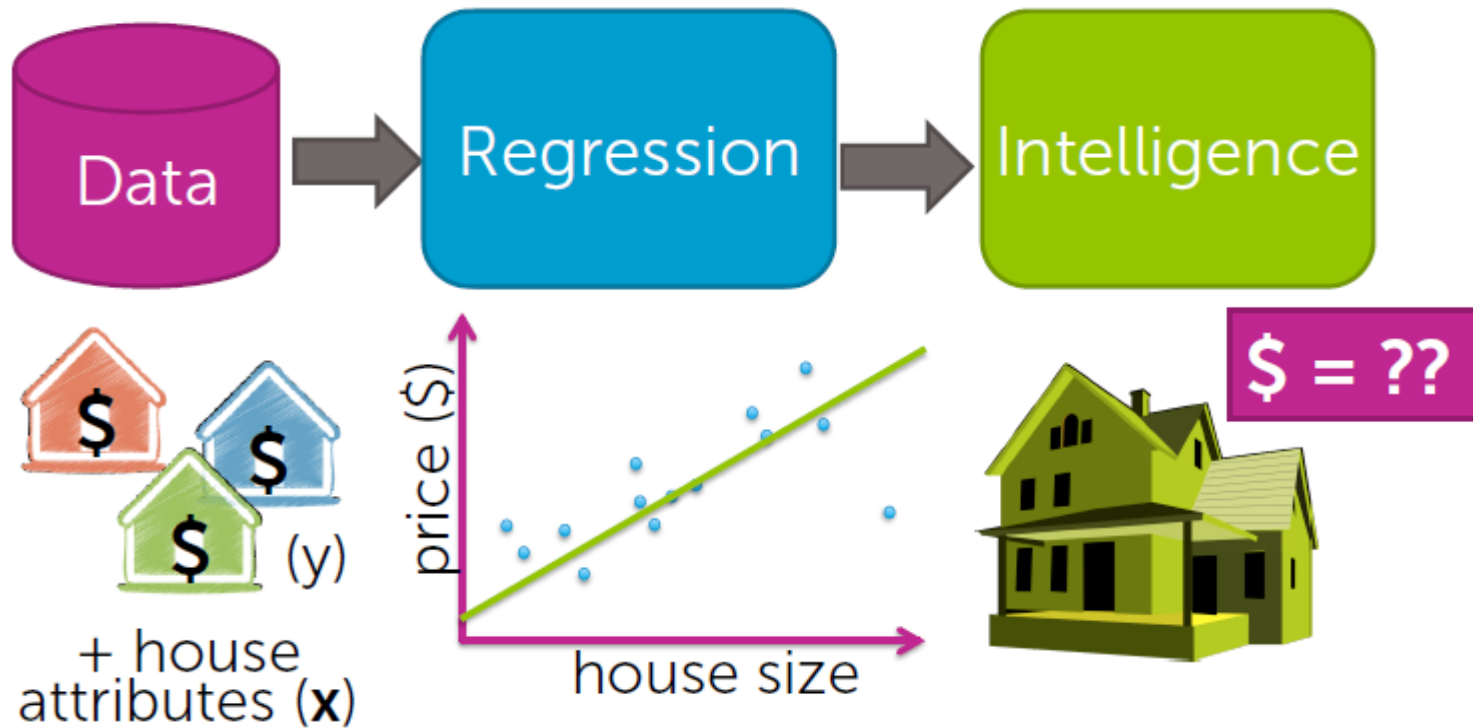 Data
Regression
Intelligence
$
$
$
(y)
+ house
attributes (x)
price ($)
house size
$ = ??